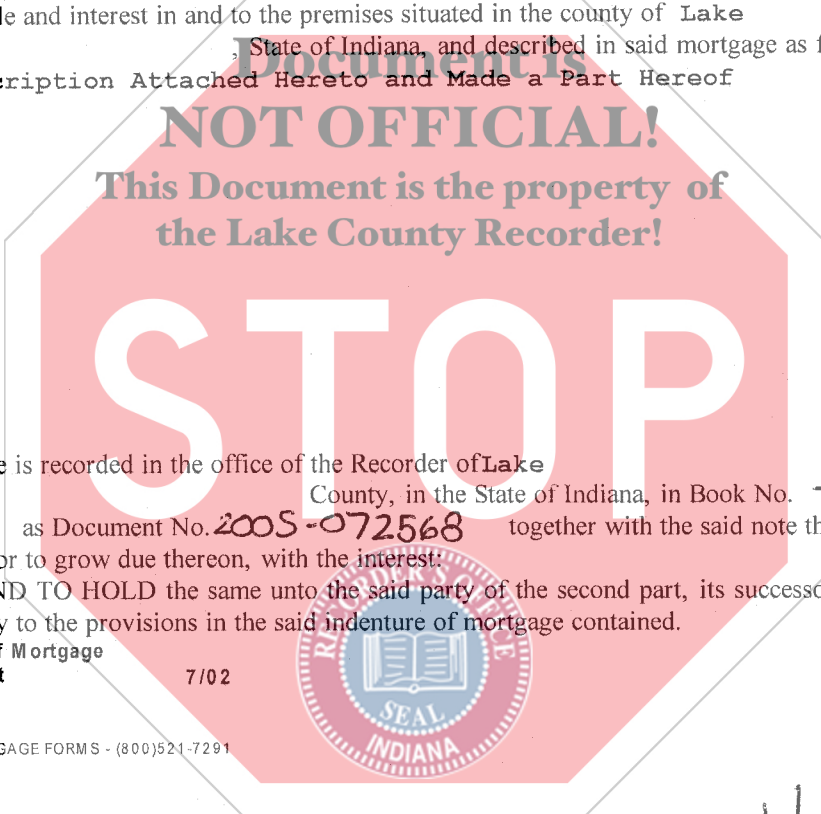 le and interest in and to the premises situated in the county of Lake
, State of Indiana, and described in said mortgage as f
Document is
ription Attached Hereto and Made a Part Hereof
NOT OFFICIAL!
This Document is the property of
the Lake County Recorder!
STOP
e is recorded in the office of the Recorder of Lake
County, in the State of Indiana, in Book No.
as Document No. 2005-072568 together with the said note th
or to grow due thereon, with the interest:
ND TO HOLD the same unto the said party of the second part, its successo
y to the provisions in the said indenture of mortgage contained.
f Mortgage
t 7/02
RECORDER'S OFFICE
SEAL
INDIANA
GAGE FORMS - (800)521-7291